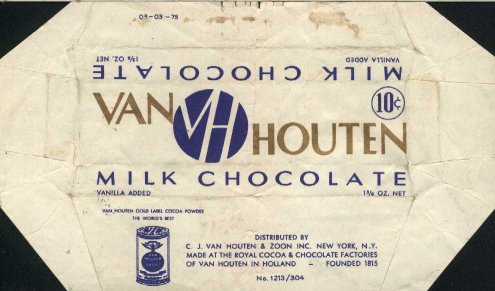 03-03-75
VANILLA ADDED
1⅜ OZ. NET
MILK CHOCOLATE
VAN VH HOUTEN
10¢
MILK CHOCOLATE
VANILLA ADDED
1⅜ OZ. NET
VAN HOUTEN GOLD LABEL COCOA POWDER
THE WORLD'S BEST
DISTRIBUTED BY
C. J. VAN HOUTEN & ZOON INC. NEW YORK, N.Y.
MADE AT THE ROYAL COCOA & CHOCOLATE FACTORIES
OF VAN HOUTEN IN HOLLAND – FOUNDED 1815
No. 1213/304